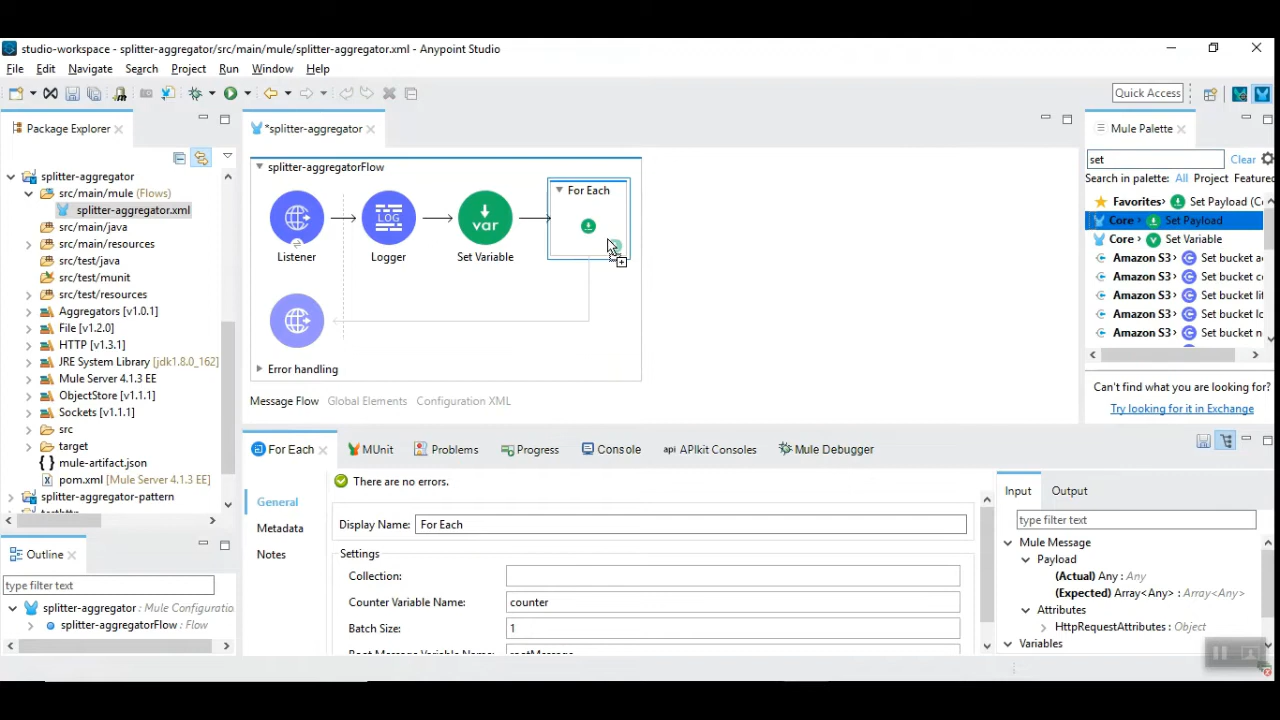 studio-workspace - splitter-aggregator/src/main/mule/splitter-aggregator.xml - Anypoint Studio
File Edit Navigate Search Project Run Window Help
Quick Access
Package Explorer
splitter-aggregator
src/main/mule (Flows)
splitter-aggregator.xml
src/main/java
src/main/resources
src/test/java
src/test/munit
src/test/resources
Aggregators [v1.0.1]
File [v1.2.0]
HTTP [v1.3.1]
JRE System Library [jdk1.8.0_162]
Mule Server 4.1.3 EE
ObjectStore [v1.1.1]
Sockets [v1.1.1]
src
target
mule-artifact.json
pom.xml [Mule Server 4.1.3 EE]
splitter-aggregator-pattern
Outline
type filter text
splitter-aggregator : Mule Configuratio
splitter-aggregatorFlow : Flow
*splitter-aggregator
splitter-aggregatorFlow
For Each
LOG
var
Listener
Logger
Set Variable
Error handling
Message Flow Global Elements Configuration XML
Mule Palette
set
Clear
Search in palette: All Project Featured
Favorites> Set Payload (C
Core> Set Payload
Core> Set Variable
Amazon S3> Set bucket a
Amazon S3> Set bucket c
Amazon S3> Set bucket lif
Amazon S3> Set bucket lo
Amazon S3> Set bucket n
Can't find what you are looking for?
Try looking for it in Exchange
For Each MUnit Problems Progress Console api APIkit Consoles Mule Debugger
General
Metadata
Notes
There are no errors.
Display Name: For Each
Settings
Collection:
Counter Variable Name: counter
Batch Size: 1
Input Output
type filter text
Mule Message
Payload
(Actual) Any : Any
(Expected) Array<Any> : Array<Any>
Attributes
HttpRequestAttributes : Object
Variables